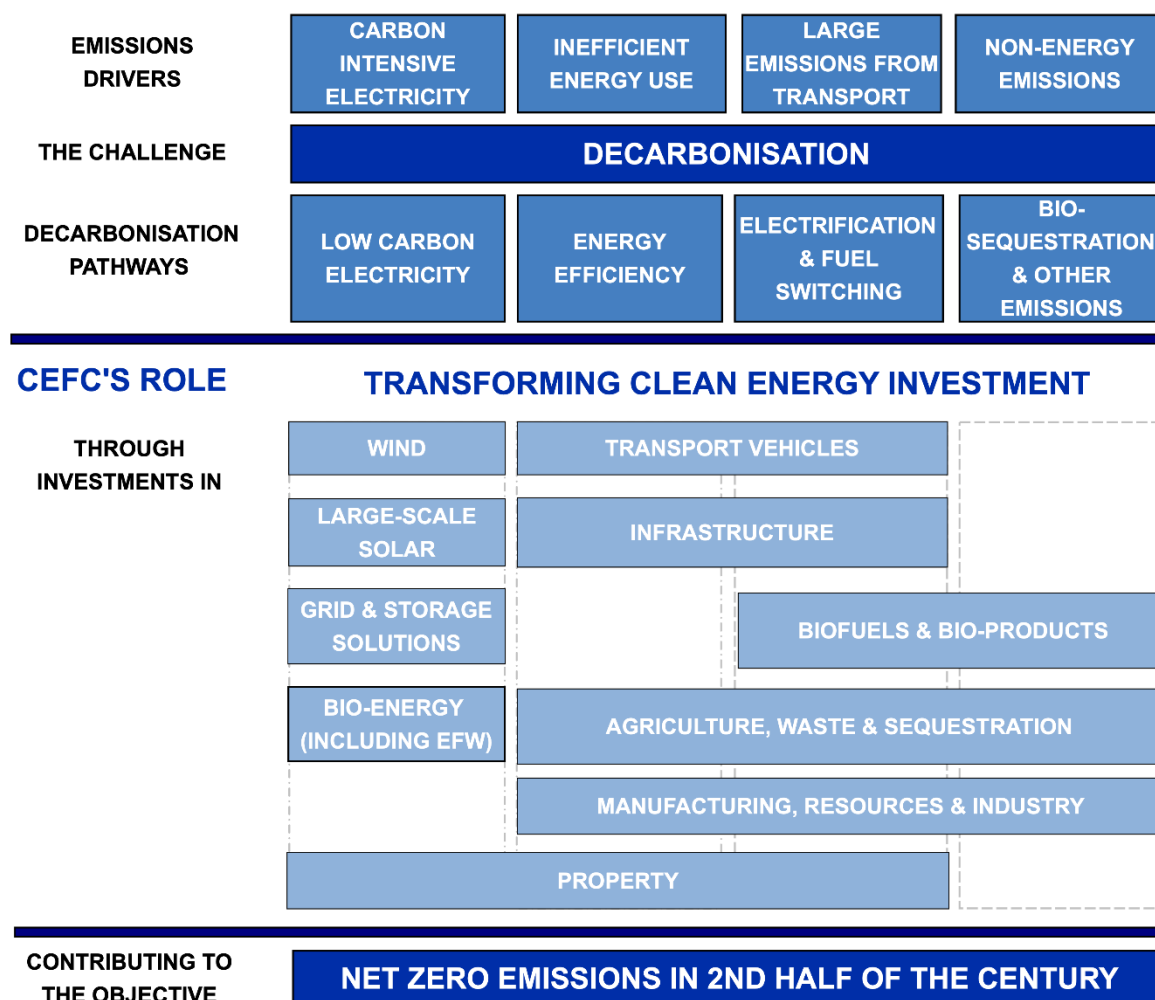 EMISSIONS
DRIVERS
CARBON
INTENSIVE
ELECTRICITY
INEFFICIENT
ENERGY USE
LARGE
EMISSIONS FROM
TRANSPORT
NON-ENERGY
EMISSIONS
THE CHALLENGE
DECARBONISATION
DECARBONISATION
PATHWAYS
LOW CARBON
ELECTRICITY
ENERGY
EFFICIENCY
ELECTRIFICATION
& FUEL
SWITCHING
BIO-
SEQUESTRATION
& OTHER
EMISSIONS
CEFC'S ROLE
TRANSFORMING CLEAN ENERGY INVESTMENT
THROUGH
INVESTMENTS IN
WIND
TRANSPORT VEHICLES
LARGE-SCALE
SOLAR
INFRASTRUCTURE
GRID & STORAGE
SOLUTIONS
BIOFUELS & BIO-PRODUCTS
BIO-ENERGY
(INCLUDING EFW)
AGRICULTURE, WASTE & SEQUESTRATION
MANUFACTURING, RESOURCES & INDUSTRY
PROPERTY
CONTRIBUTING TO
THE OBJECTIVE
NET ZERO EMISSIONS IN 2ND HALF OF THE CENTURY